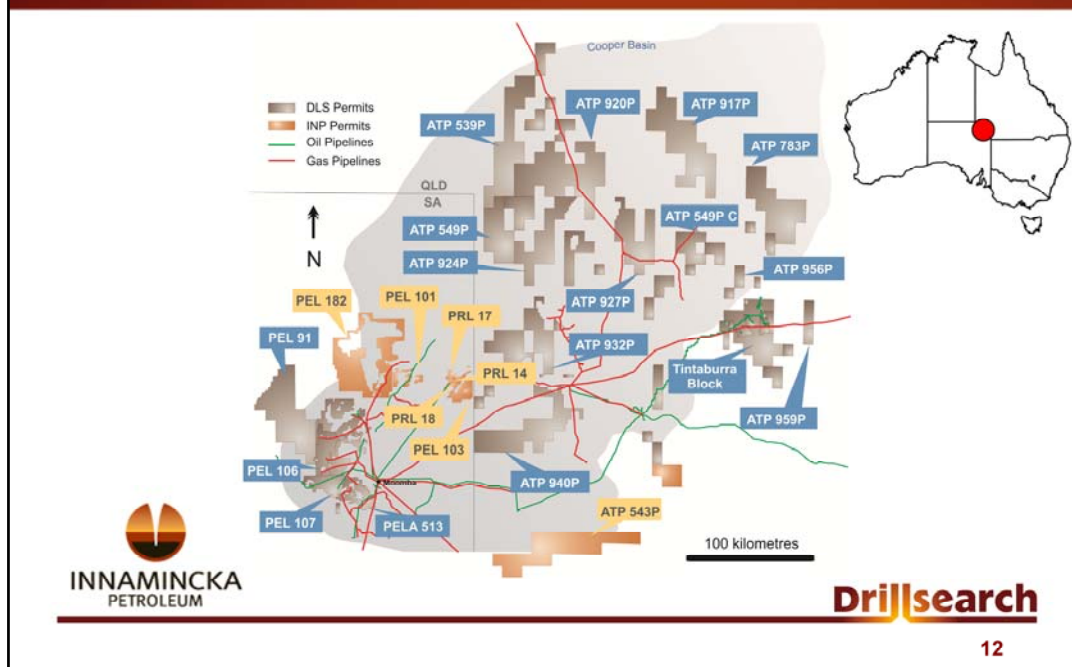 Cooper Basin
DLS Permits
INP Permits
Oil Pipelines
Gas Pipelines
QLD
SA
N
ATP 539P
ATP 920P
ATP 917P
ATP 783P
ATP 549P
ATP 549P C
ATP 924P
ATP 956P
ATP 927P
PEL 182
PEL 101
PRL 17
PEL 91
ATP 932P
PRL 14
Tintaburra
Block
PRL 18
ATP 959P
PEL 103
PEL 106
ATP 940P
Moomba
PEL 107
PELA 513
ATP 543P
100 kilometres
INNAMINCKA
PETROLEUM
Drillsearch
12